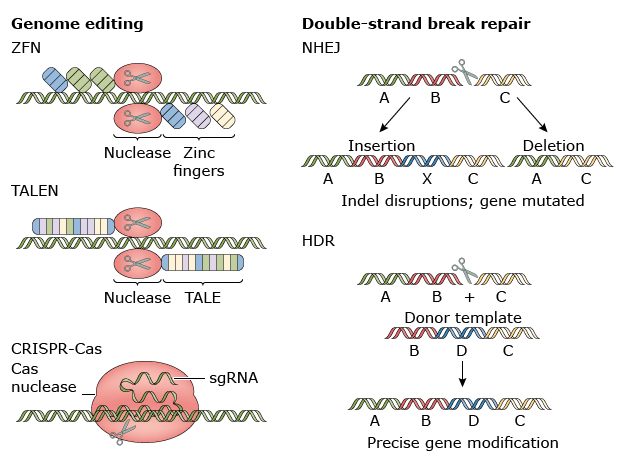 Genome editing
ZFN
Nuclease Zinc
fingers
TALEN
Nuclease TALE
CRISPR-Cas
Cas
nuclease
sgRNA
Double-strand break repair
NHEJ
A B C
Insertion Deletion
A B X C A C
Indel disruptions; gene mutated
HDR
A B + C
Donor template
B D C
A B D C
Precise gene modification